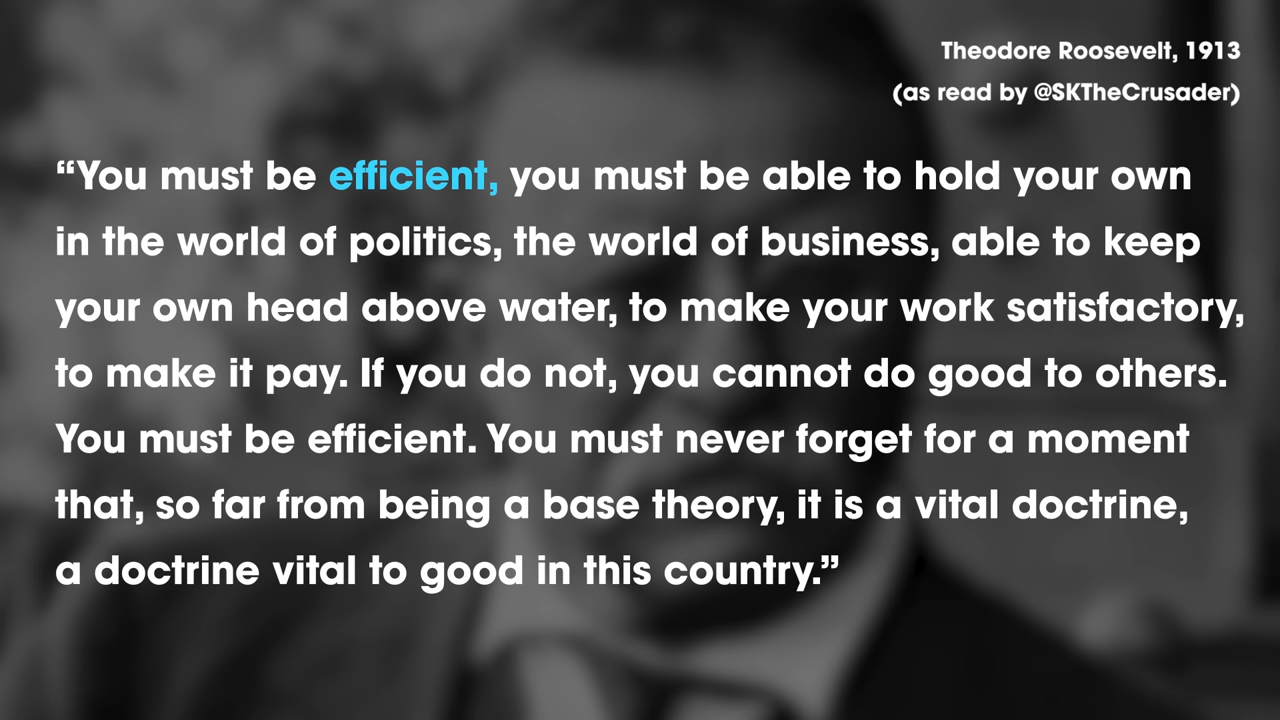 Theodore Roosevelt, 1913
(as read by @SKTheCrusader)
“You must be efficient, you must be able to hold your own
in the world of politics, the world of business, able to keep
your own head above water, to make your work satisfactory,
to make it pay. If you do not, you cannot do good to others.
You must be efficient. You must never forget for a moment
that, so far from being a base theory, it is a vital doctrine,
a doctrine vital to good in this country.”